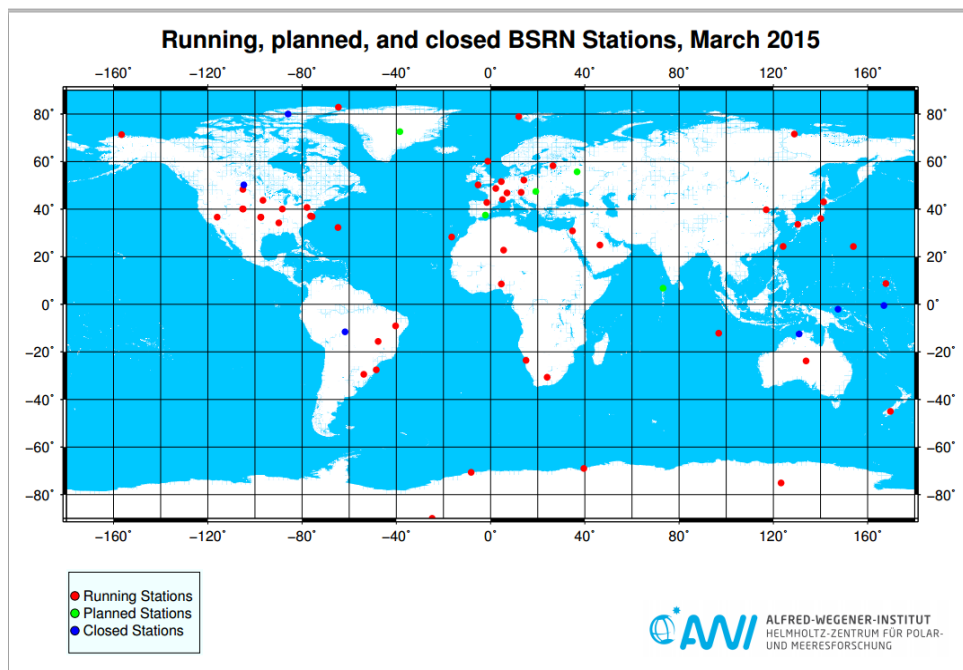 Running, planned, and closed BSRN Stations, March 2015
−160˚ −120˚ −80˚ −40˚ 0˚ 40˚ 80˚ 120˚ 160˚
80˚ 80˚
60˚ 60˚
40˚ 40˚
20˚ 20˚
0˚ 0˚
−20˚ −20˚
−40˚ −40˚
−60˚ −60˚
−80˚ −80˚
−160˚ −120˚ −80˚ −40˚ 0˚ 40˚ 80˚ 120˚ 160˚
Running Stations
Planned Stations
Closed Stations
AWI
ALFRED-WEGENER-INSTITUT
HELMHOLTZ-ZENTRUM FÜR POLAR-
UND MEERESFORSCHUNG